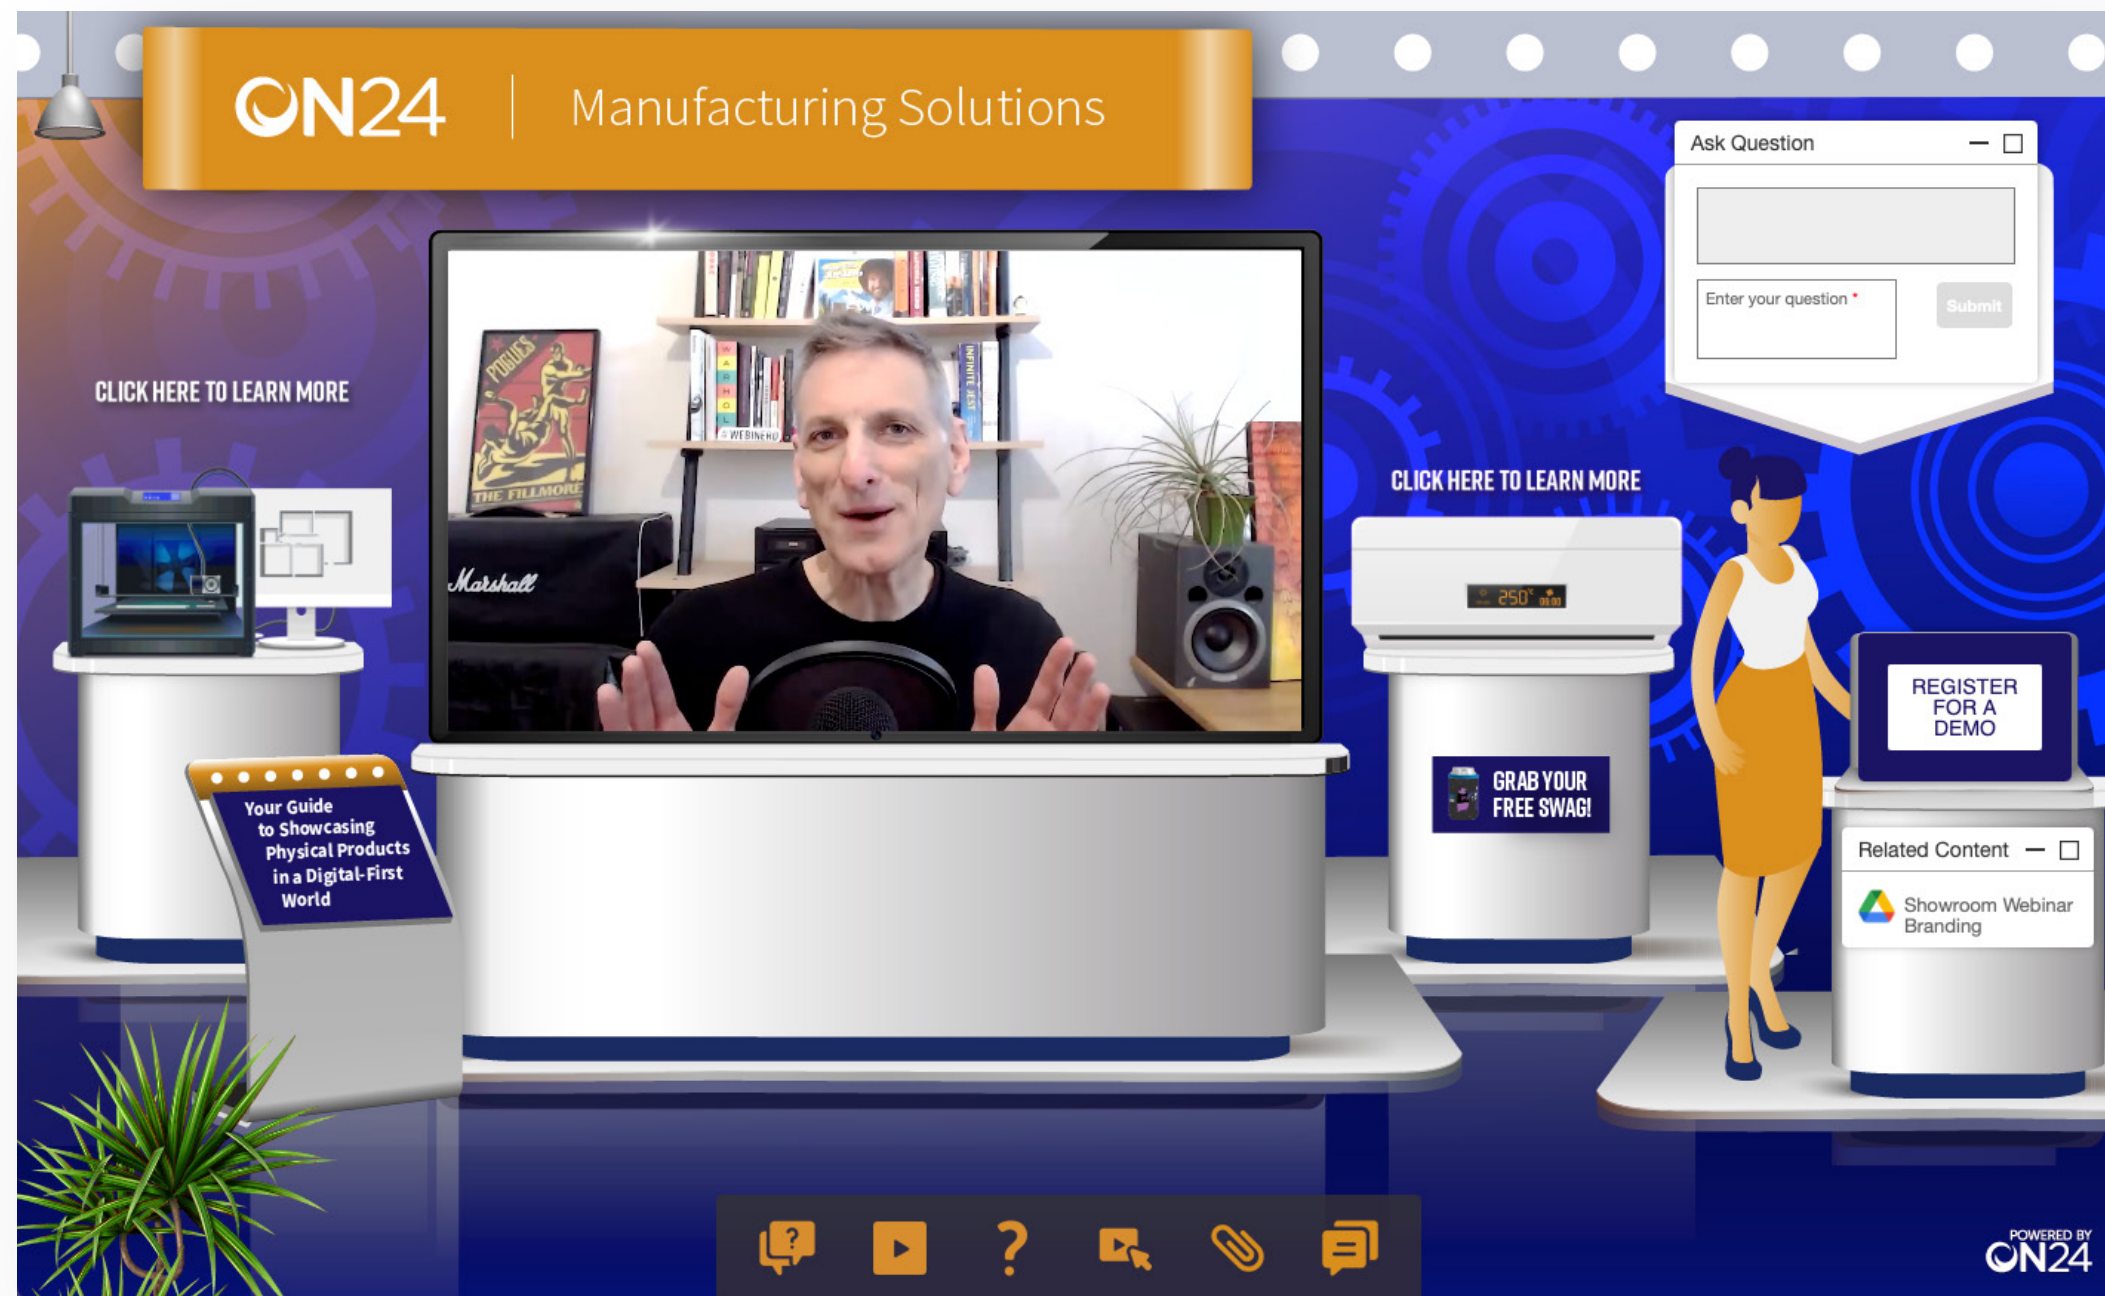 ON24 | Manufacturing Solutions
Ask Question
Enter your question *
Submit
CLICK HERE TO LEARN MORE
POGUES
THE FILLMORE
WARHOL
WEBINERD
INFINITE JEST
Marshall
CLICK HERE TO LEARN MORE
250°
REGISTER
FOR A
DEMO
GRAB YOUR
FREE SWAG!
Your Guide
to Showcasing
Physical Products
in a Digital-First
World
Related Content
Showroom Webinar
Branding
POWERED BY
ON24